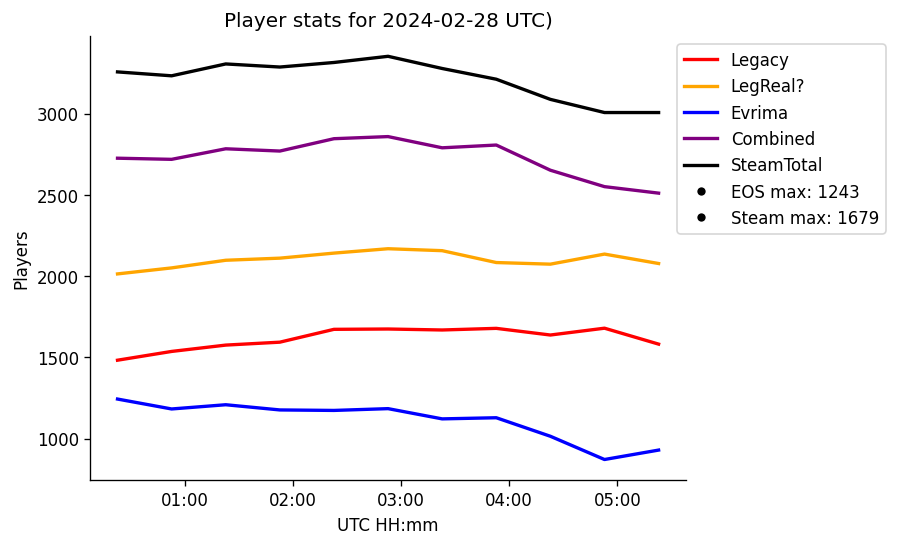 Player stats for 2024-02-28 UTC)
Legacy
LegReal?
Evrima
Combined
SteamTotal
EOS max: 1243
Steam max: 1679
Players
3000
2500
2000
1500
1000
01:00
02:00
03:00
04:00
05:00
UTC HH:mm